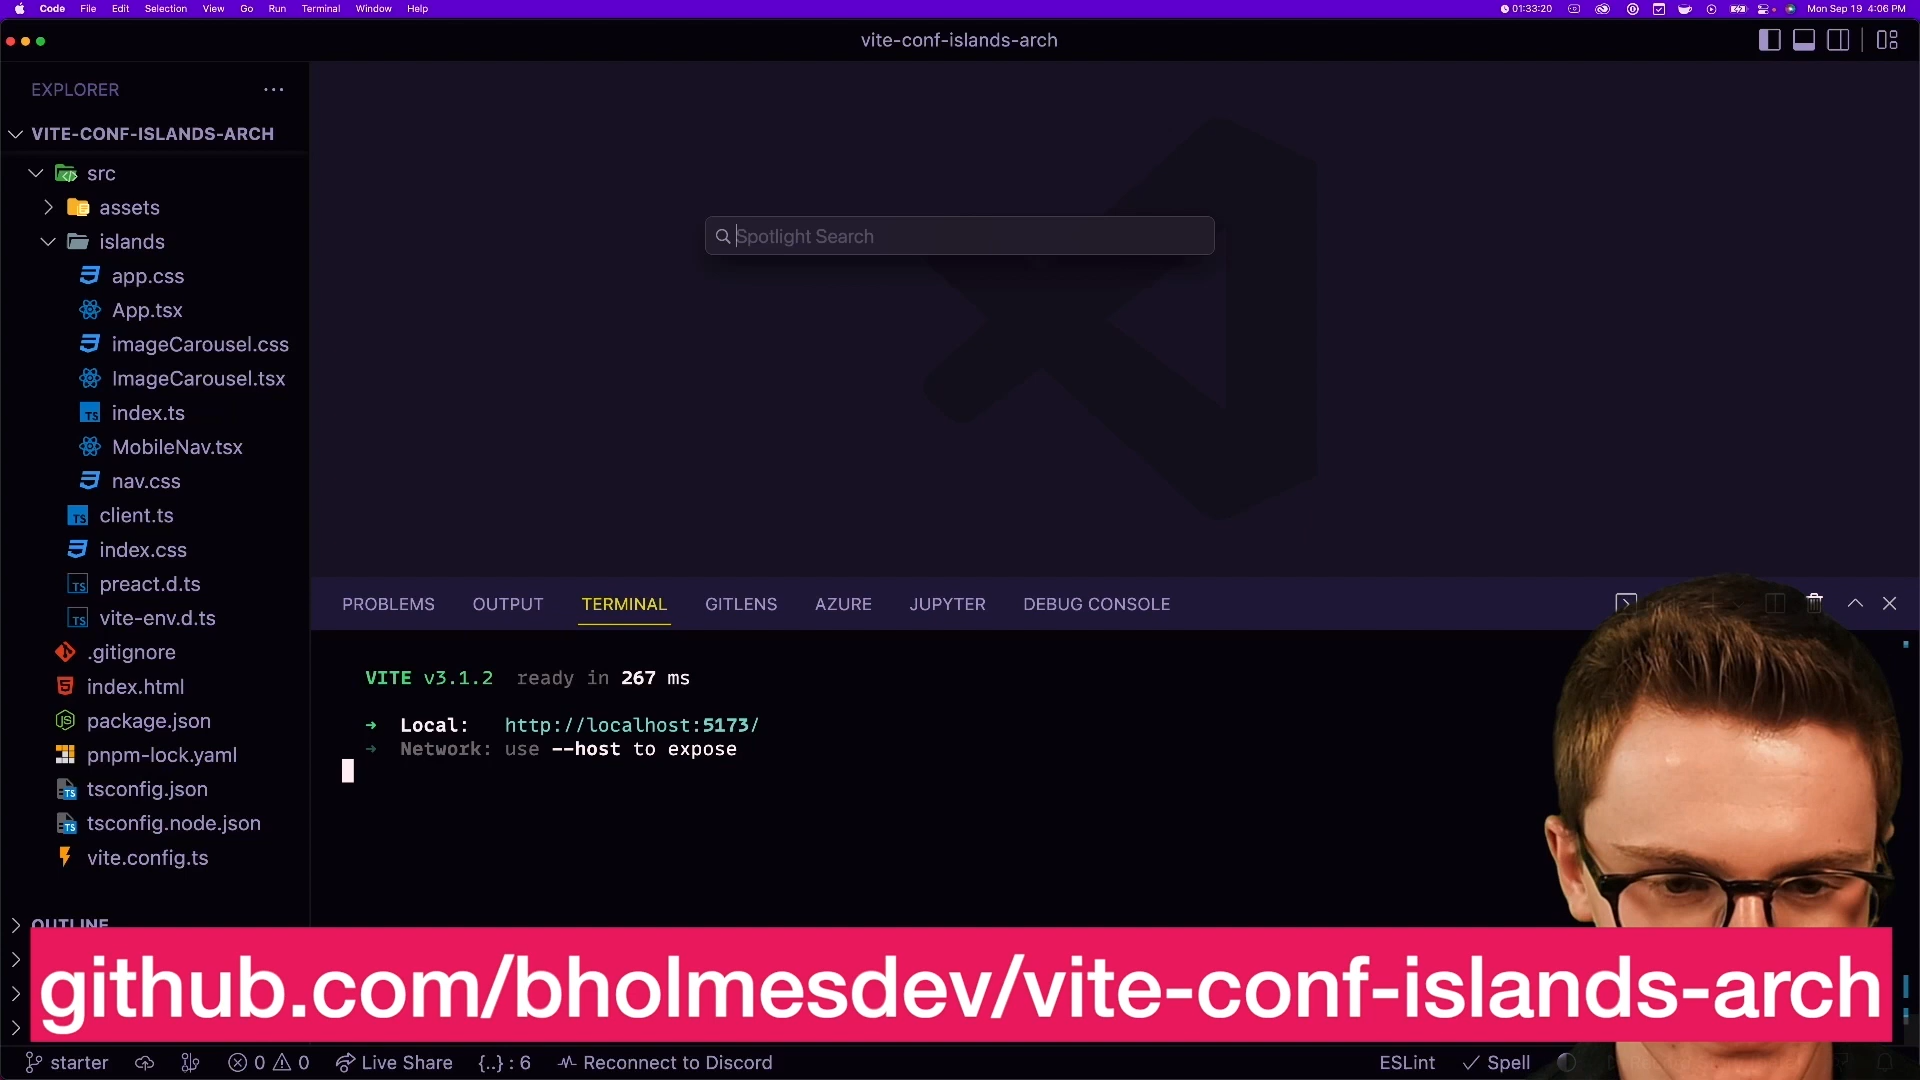 Code File Edit Selection View Go Run Terminal Window Help
01:33:20
Mon Sep 19 4:06 PM
vite-conf-islands-arch
EXPLORER
VITE-CONF-ISLANDS-ARCH
src
assets
islands
app.css
App.tsx
imageCarousel.css
ImageCarousel.tsx
index.ts
MobileNav.tsx
nav.css
client.ts
index.css
preact.d.ts
vite-env.d.ts
.gitignore
index.html
package.json
pnpm-lock.yaml
tsconfig.json
tsconfig.node.json
vite.config.ts
OUTLINE
Spotlight Search
PROBLEMS OUTPUT TERMINAL GITLENS AZURE JUPYTER DEBUG CONSOLE
VITE v3.1.2 ready in 267 ms
➜ Local: http://localhost:5173/
➜ Network: use --host to expose
github.com/bholmesdev/vite-conf-islands-arch
starter 0 0 Live Share {..} : 6 Reconnect to Discord ESLint Spell